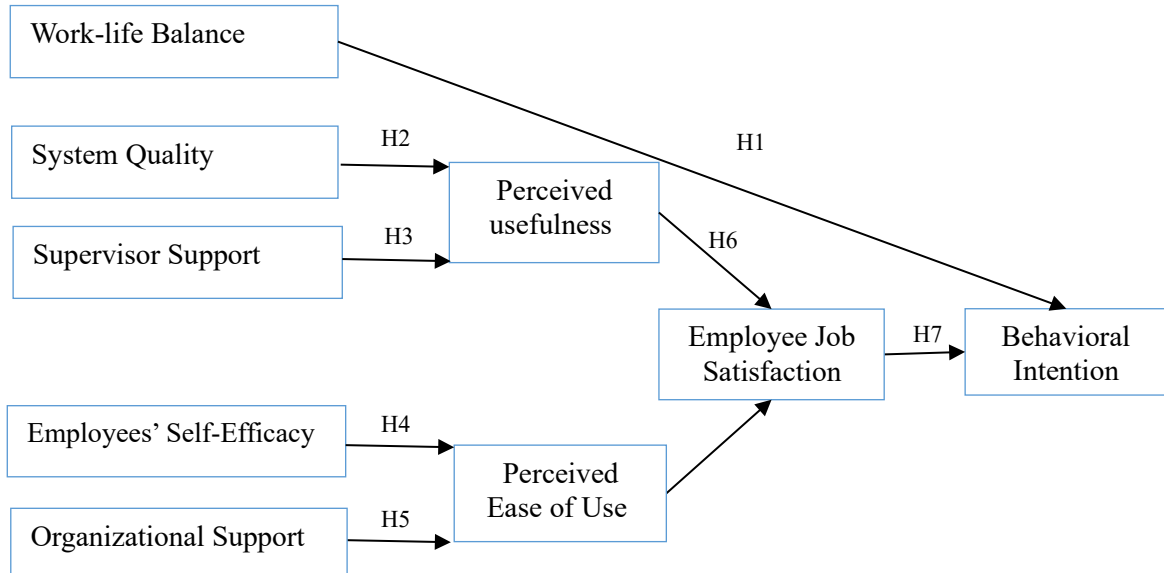 Work-life Balance
H1
System Quality
H2
Perceived
usefulness
Supervisor Support
H3
H6
Employee Job
Satisfaction
H7
Behavioral
Intention
Employees’ Self-Efficacy
H4
Perceived
Ease of Use
Organizational Support
H5